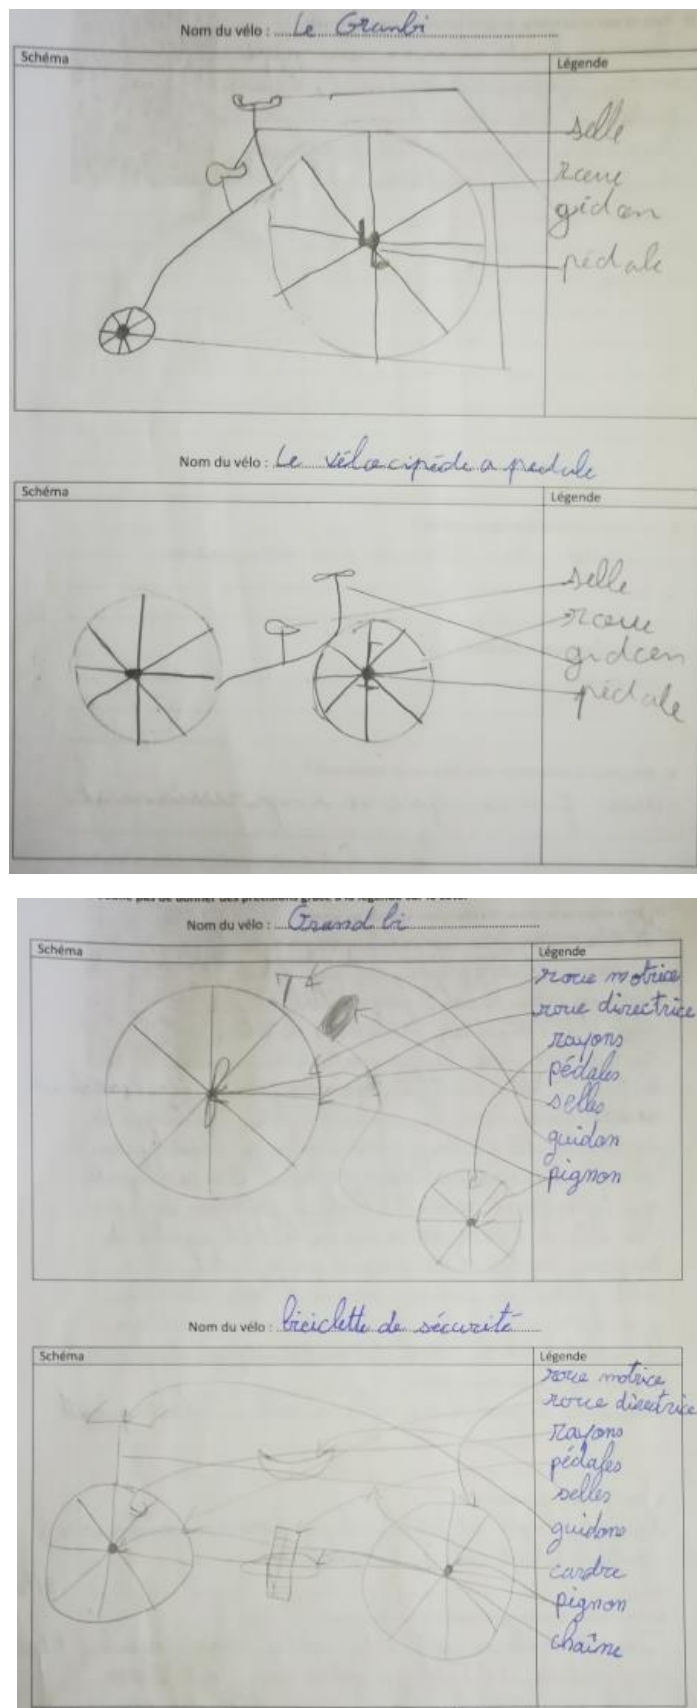 Nom du vélo : Le Granbi
Schéma
Légende
selle
roue
gidon
pédale
Nom du vélo : Le vélocipéde a pedale
Schéma
Légende
selle
roue
gidon
pédale
Nom du vélo : Grand bi
Schéma
Légende
roue motrice
roue directrice
rayons
pédales
selles
guidon
pignon
Nom du vélo : biciclette de sécurité
Schéma
Légende
roue motrice
roue directrice
rayons
pédales
selles
guidons
cardre
pignon
chaîne